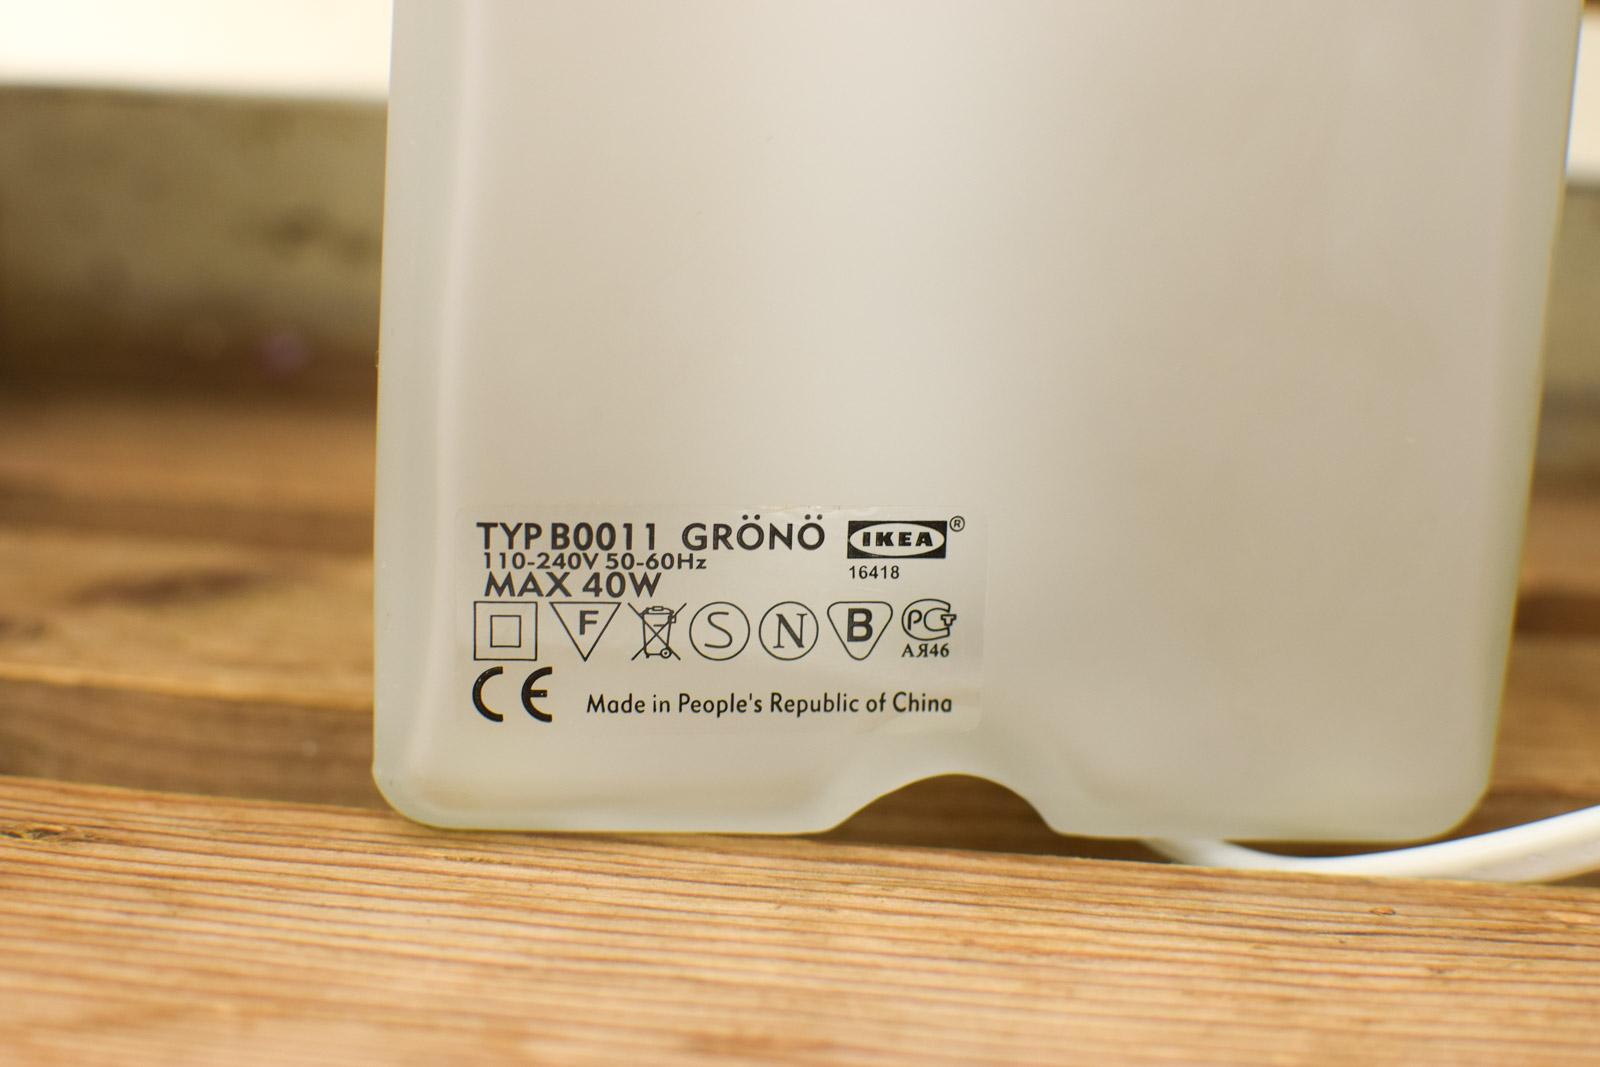 TYP B0011 GRÖNÖ IKEA®
110-240V 50-60Hz
16418
MAX 40W
F S N B PCT
АЯ46
CE Made in People's Republic of China